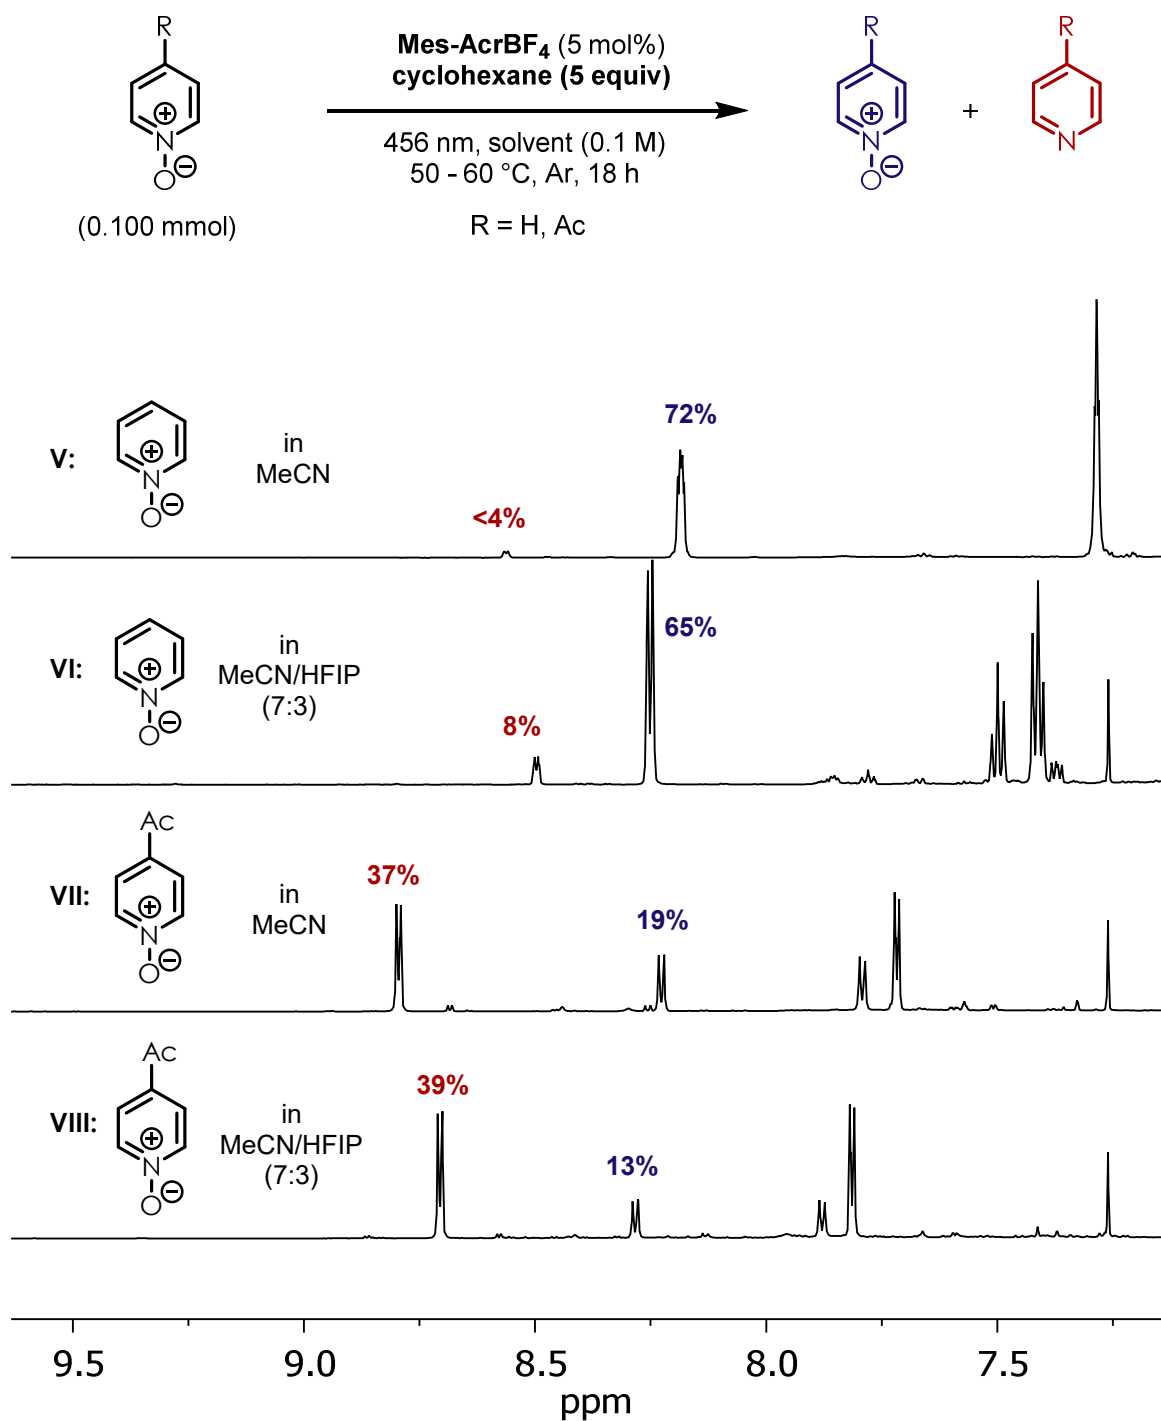 R
N
O
(0.100 mmol)
Mes-AcrBF4 (5 mol%)
cyclohexane (5 equiv)
456 nm, solvent (0.1 M)
50 - 60 °C, Ar, 18 h
R = H, Ac
R
N
O
+
R
N
V:
N
O
in
MeCN
<4%
72%
VI:
N
O
in
MeCN/HFIP
(7:3)
8%
65%
VII:
Ac
N
O
in
MeCN
37%
19%
VIII:
Ac
N
O
in
MeCN/HFIP
(7:3)
39%
13%
9.5 9.0 8.5 8.0 7.5
ppm